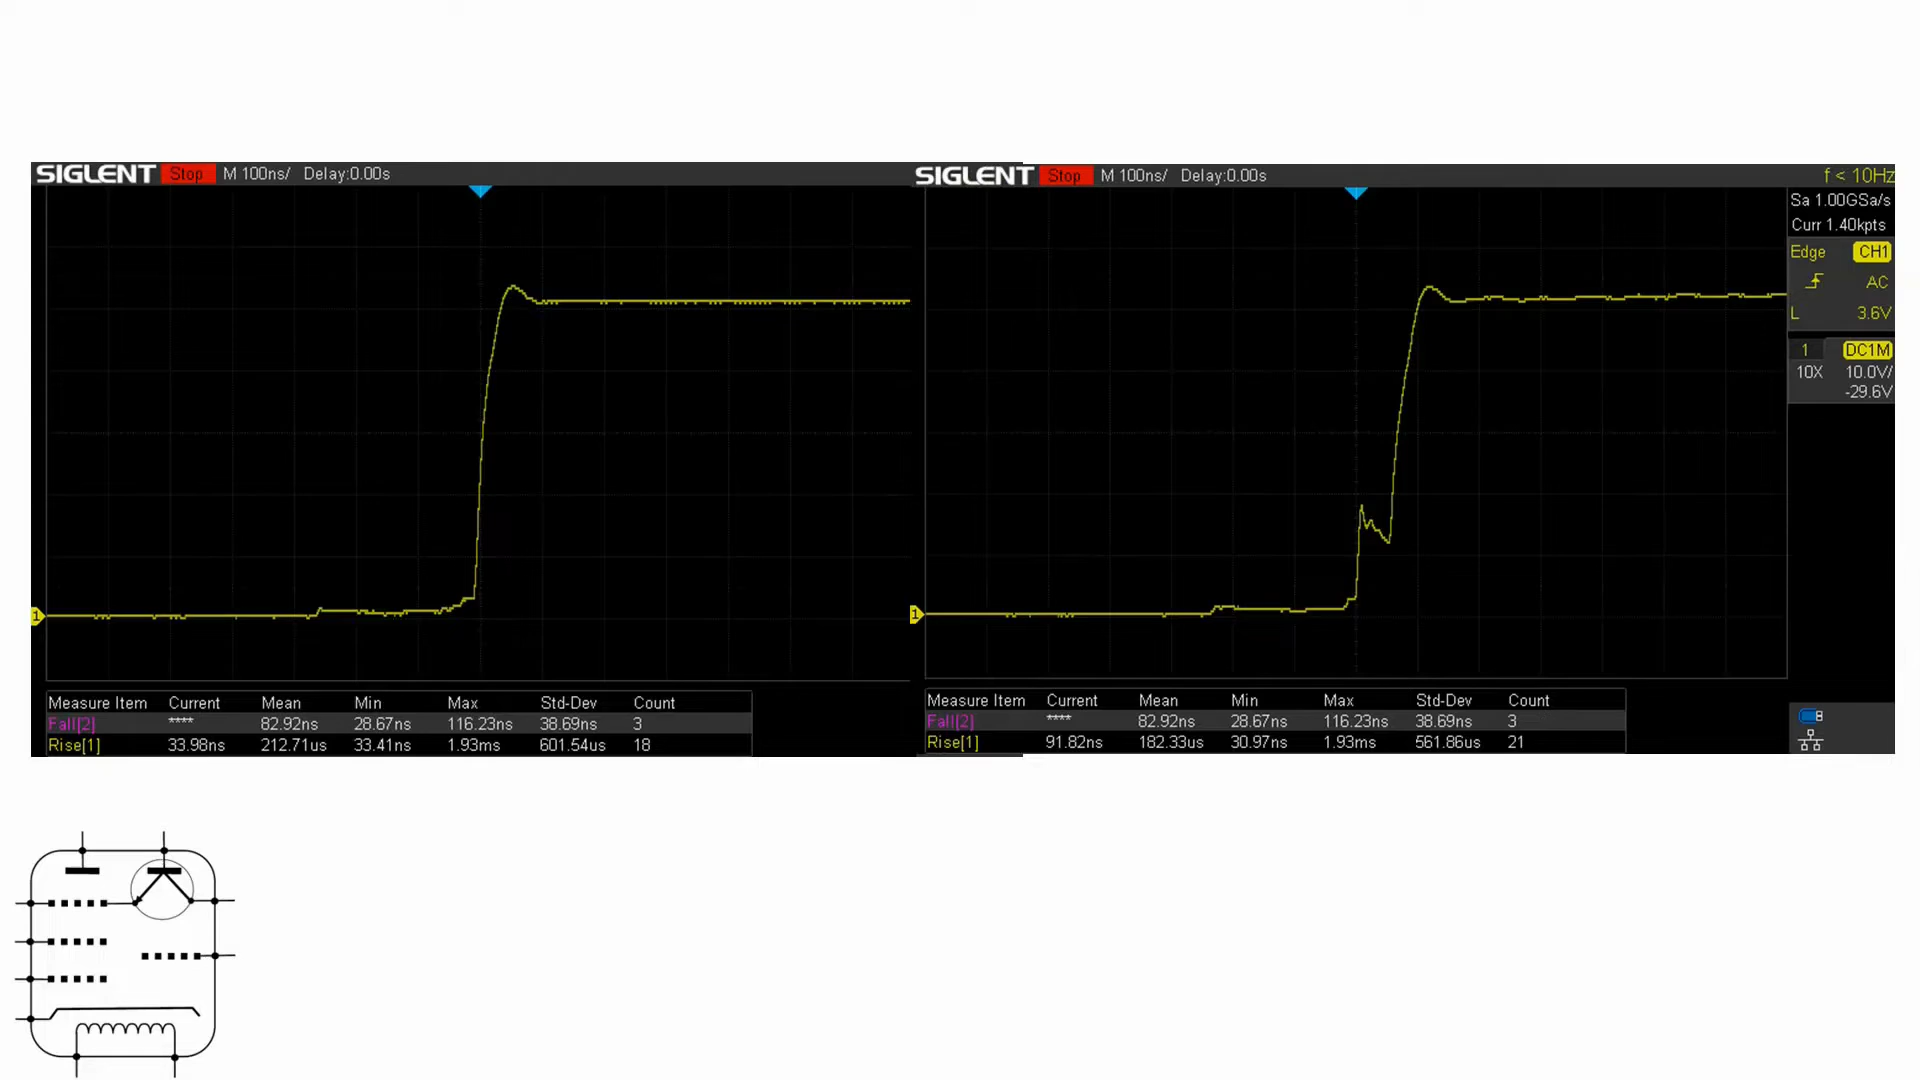 SIGLENT Stop M 100ns/ Delay:0.00s
1
Measure Item Current Mean Min Max Std-Dev Count
Fall[2] **** 82.92ns 28.67ns 116.23ns 38.69ns 3
Rise[1] 33.98ns 212.71us 33.41ns 1.93ms 601.54us 18
SIGLENT Stop M 100ns/ Delay:0.00s f < 10Hz
Sa 1.00GSa/s
Curr 1.40kpts
Edge CH1
AC
L 3.6V
1 DC1M
10X 10.0V/
-29.6V
1
Measure Item Current Mean Min Max Std-Dev Count
Fall[2] **** 82.92ns 28.67ns 116.23ns 38.69ns 3
Rise[1] 91.82ns 182.33us 30.97ns 1.93ms 561.86us 21